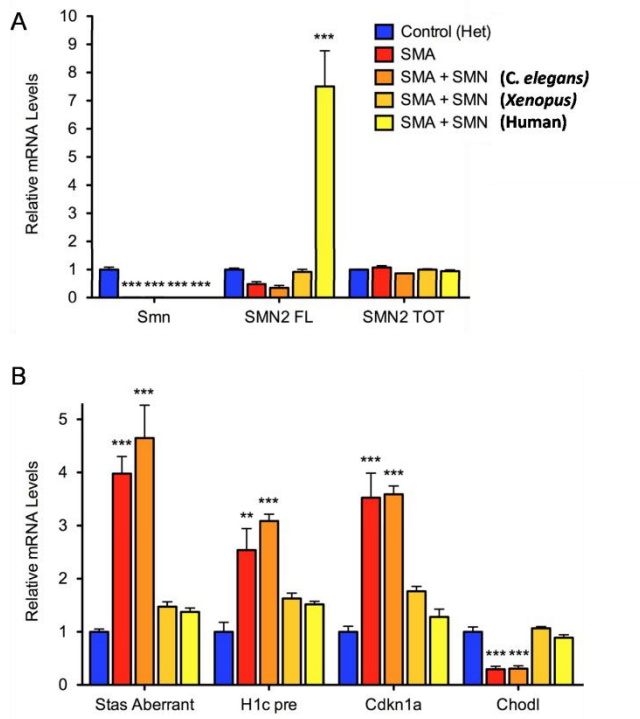 A
Relative mRNA Levels
10
9
8
7
6
5
4
3
2
1
0
***
*** *** *** ***
Smn
SMN2 FL
SMN2 TOT
Control (Het)
SMA
SMA + SMN (C. elegans)
SMA + SMN (Xenopus)
SMA + SMN (Human)
B
Relative mRNA Levels
5
4
3
2
1
0
*** ***
** ***
*** ***
*** ***
Stas Aberrant
H1c pre
Cdkn1a
Chodl